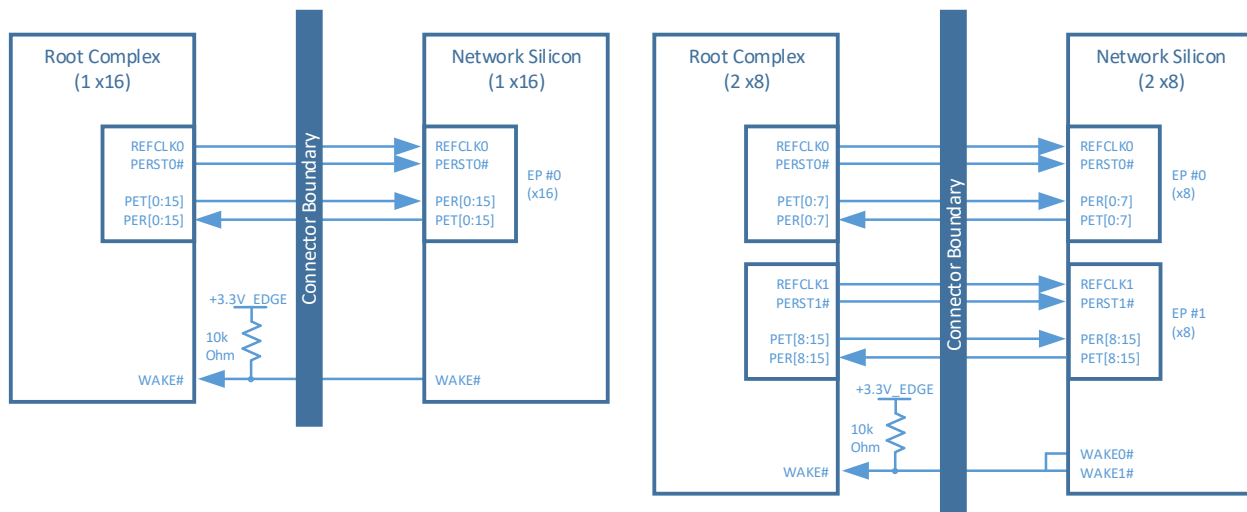 Root Complex
(1 x16)
REFCLK0
PERST0#
PET[0:15]
PER[0:15]
+3.3V_EDGE
10k
Ohm
WAKE#
Connector Boundary
Network Silicon
(1 x16)
REFCLK0
PERST0#
PER[0:15]
PET[0:15]
EP #0
(x16)
WAKE#
Root Complex
(2 x8)
REFCLK0
PERST0#
PET[0:7]
PER[0:7]
REFCLK1
PERST1#
PET[8:15]
PER[8:15]
+3.3V_EDGE
10k
Ohm
WAKE#
Connector Boundary
Network Silicon
(2 x8)
REFCLK0
PERST0#
PER[0:7]
PET[0:7]
EP #0
(x8)
REFCLK1
PERST1#
PER[8:15]
PET[8:15]
EP #1
(x8)
WAKE0#
WAKE1#